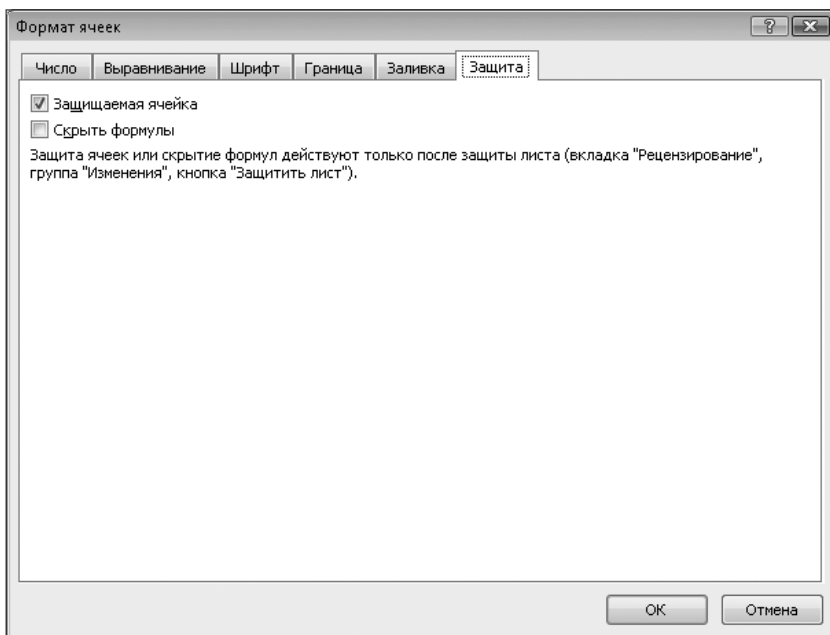 Формат ячеек
Число Выравнивание Шрифт Граница Заливка Защита
Защищаемая ячейка
Скрыть формулы
Защита ячеек или скрытие формул действуют только после защиты листа (вкладка "Рецензирование",
группа "Изменения", кнопка "Защитить лист").
ОК Отмена